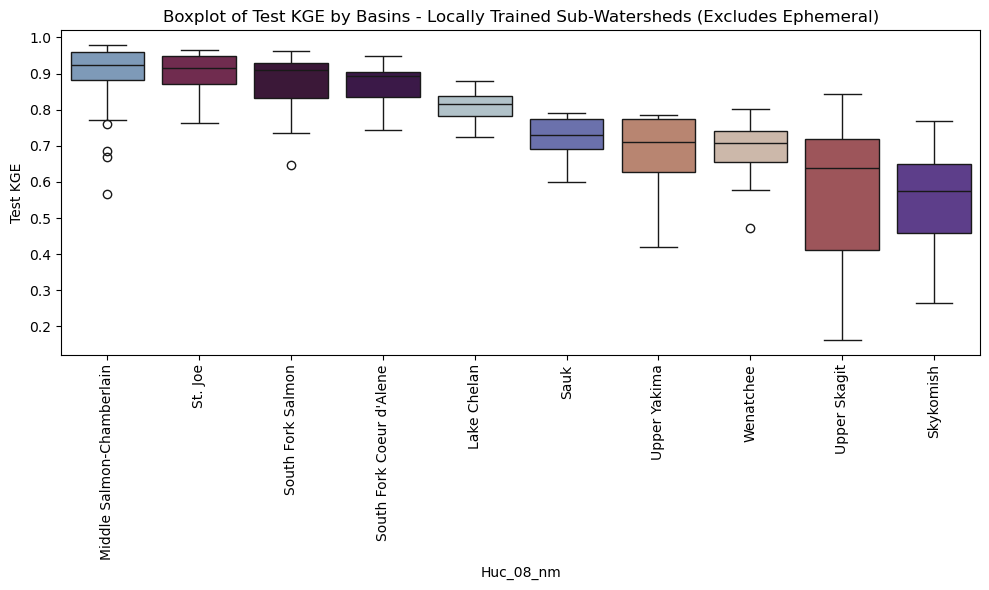 Boxplot of Test KGE by Basins - Locally Trained Sub-Watersheds (Excludes Ephemeral)
Test KGE
1.0
0.9
0.8
0.7
0.6
0.5
0.4
0.3
0.2
Middle Salmon-Chamberlain
St. Joe
South Fork Salmon
South Fork Coeur d'Alene
Lake Chelan
Sauk
Upper Yakima
Wenatchee
Upper Skagit
Skykomish
Huc_08_nm